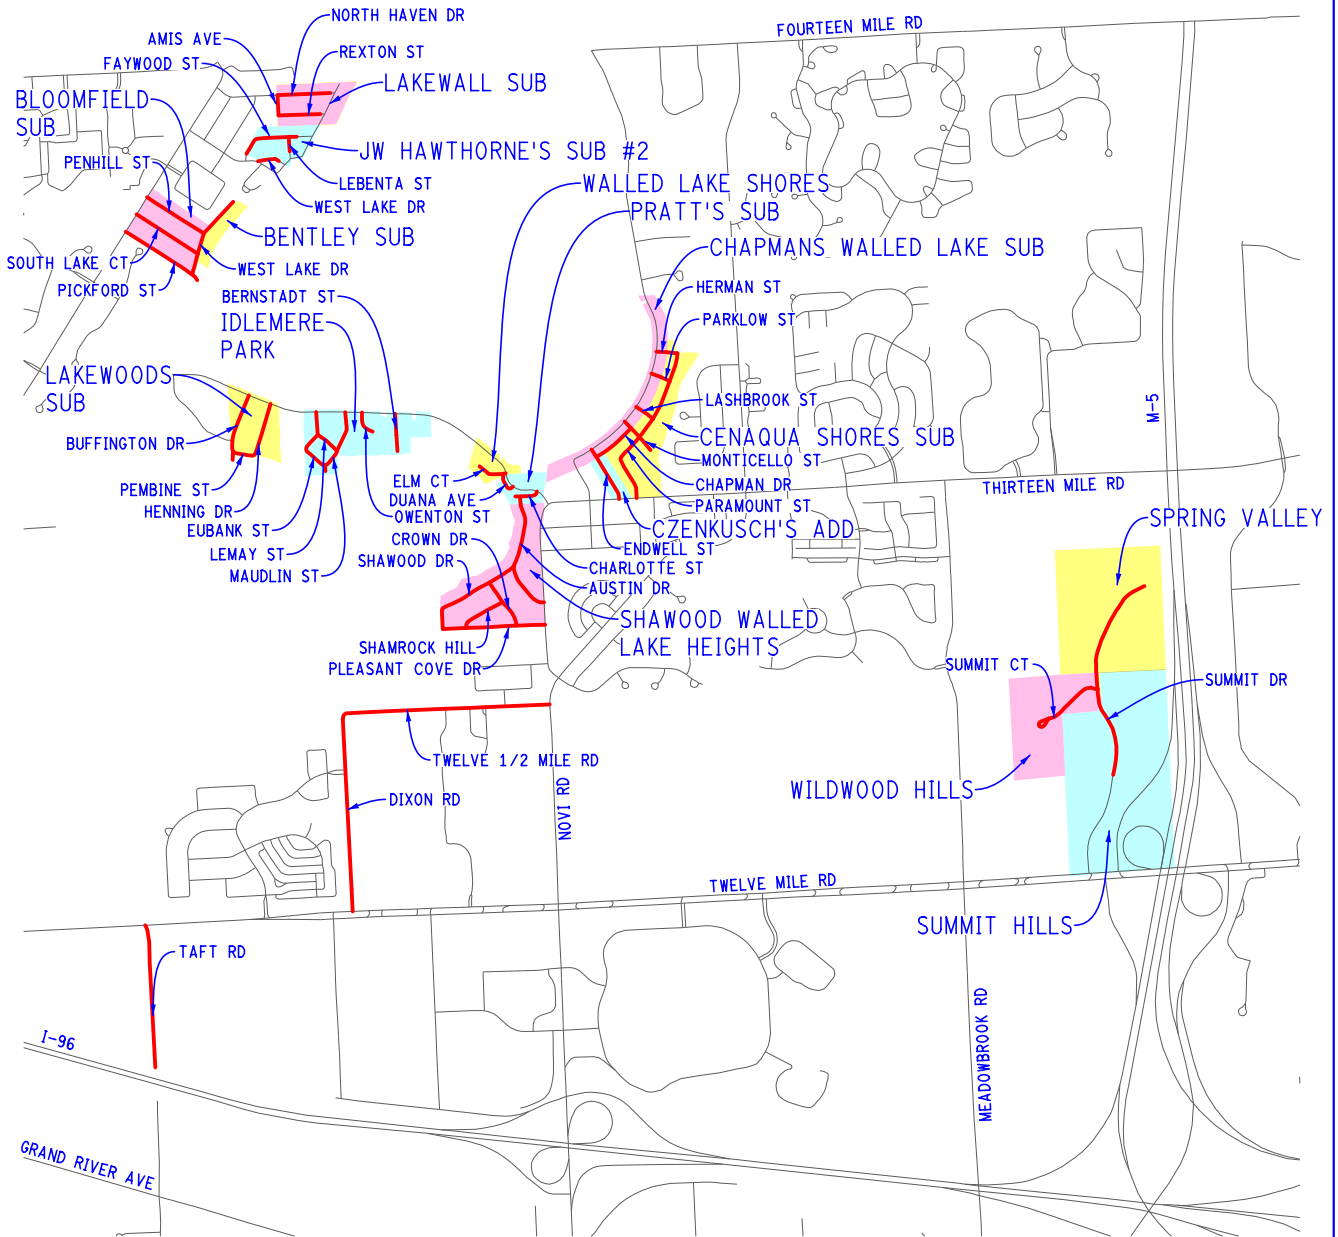 NORTH HAVEN DR
FOURTEEN MILE RD
AMIS AVE
REXTON ST
FAYWOOD ST
LAKEWALL SUB
BLOOMFIELD
SUB
JW HAWTHORNE'S SUB #2
PENHILL ST
LEBENTA ST
WALLED LAKE SHORES
WEST LAKE DR
PRATT'S SUB
BENTLEY SUB
CHAPMANS WALLED LAKE SUB
SOUTH LAKE CT
WEST LAKE DR
PICKFORD ST
HERMAN ST
BERNSTADT ST
PARKLOW ST
IDLEMERE
PARK
LAKEWOODS
SUB
LASHBROOK ST
M-5
BUFFINGTON DR
CENAQUA SHORES SUB
MONTICELLO ST
ELM CT
CHAPMAN DR
THIRTEEN MILE RD
PEMBINE ST
DUANA AVE
PARAMOUNT ST
HENNING DR
OWENTON ST
SPRING VALLEY
EUBANK ST
CZENKUSCH'S ADD
CROWN DR
ENDWELL ST
LEMAY ST
SHAWOOD DR
CHARLOTTE ST
MAUDLIN ST
AUSTIN DR
SHAWOOD WALLED
LAKE HEIGHTS
SHAMROCK HILL
PLEASANT COVE DR
SUMMIT CT
SUMMIT DR
TWELVE 1/2 MILE RD
WILDWOOD HILLS
DIXON RD
NOVI RD
TWELVE MILE RD
SUMMIT HILLS
TAFT RD
MEADOWBROOK RD
I-96
GRAND RIVER AVE